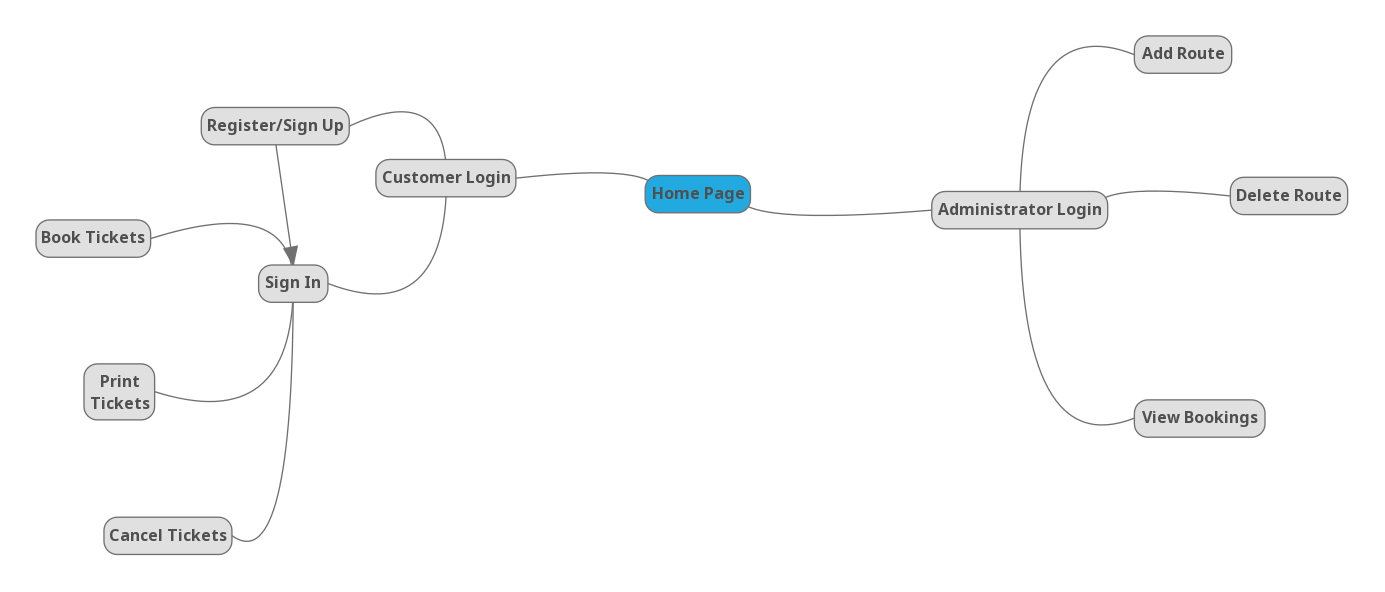 Add Route
Register/Sign Up
Customer Login
Home Page
Administrator Login
Delete Route
Book Tickets
Sign In
Print
Tickets
View Bookings
Cancel Tickets